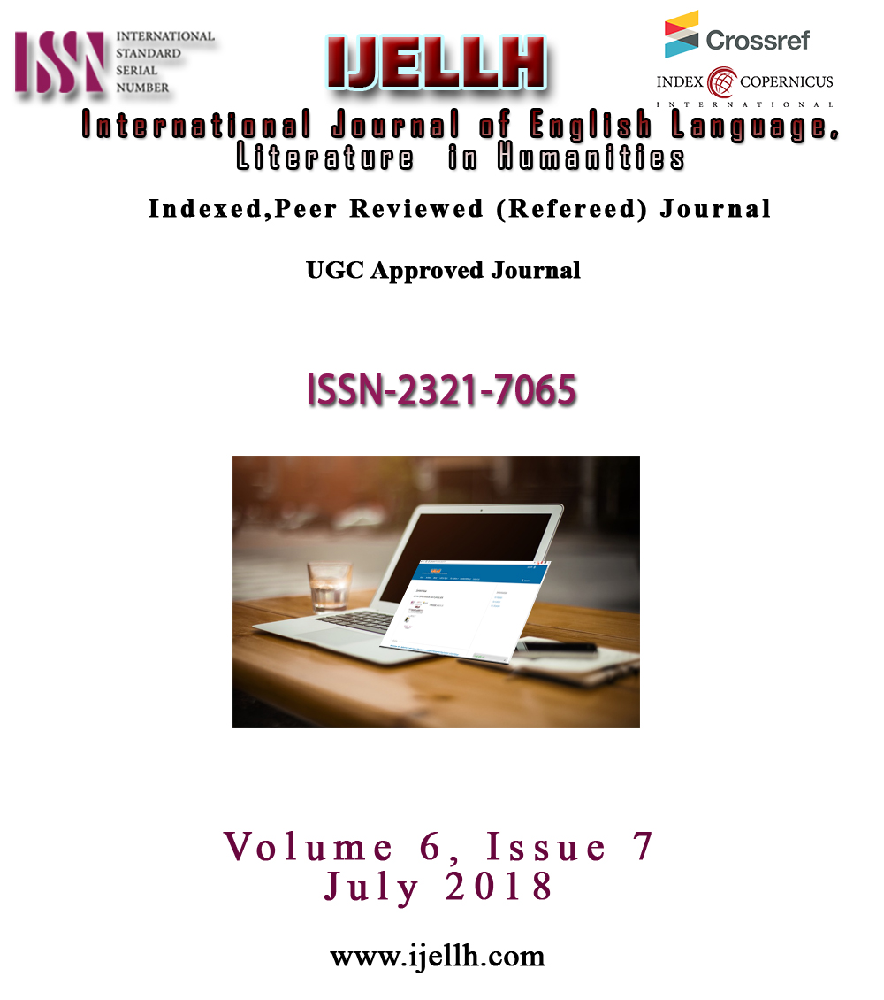 ISSN
INTERNATIONAL
STANDARD
SERIAL
NUMBER
IJELLH
Crossref
INDEX COPERNICUS
INTERNATIONAL
International Journal of English Language,
Literature in Humanities
Indexed,Peer Reviewed (Refereed) Journal
UGC Approved Journal
ISSN-2321-7065
Volume 6, Issue 7
July 2018
www.ijellh.com